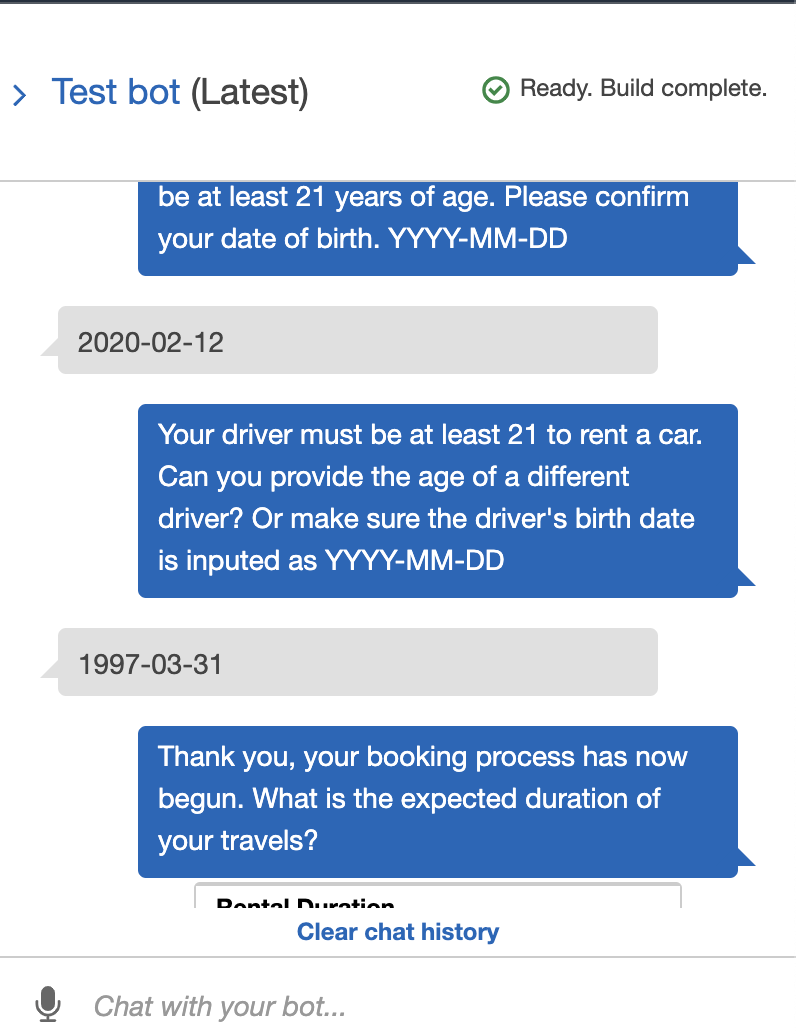 Test bot (Latest)
Ready. Build complete.
be at least 21 years of age. Please confirm
your date of birth. YYYY-MM-DD
2020-02-12
Your driver must be at least 21 to rent a car.
Can you provide the age of a different
driver? Or make sure the driver's birth date
is inputed as YYYY-MM-DD
1997-03-31
Thank you, your booking process has now
begun. What is the expected duration of
your travels?
Rental Duration
Clear chat history
Chat with your bot...